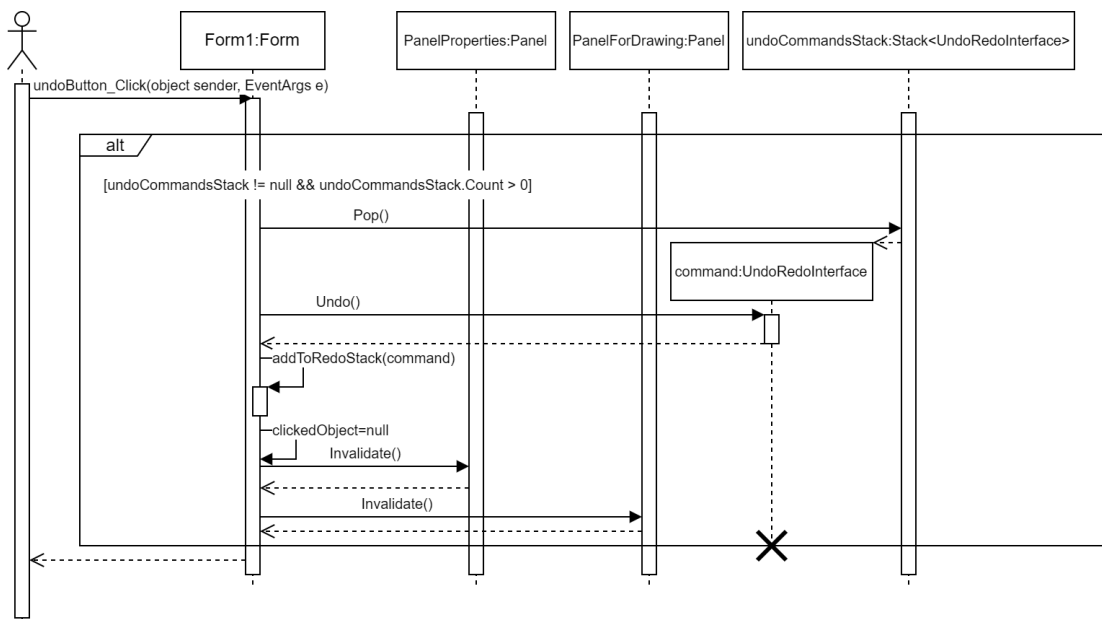 Form1:Form
PanelProperties:Panel
PanelForDrawing:Panel
undoCommandsStack:Stack<UndoRedoInterface>
undoButton_Click(object sender, EventArgs e)
alt
[undoCommandsStack != null && undoCommandsStack.Count > 0]
Pop()
command:UndoRedoInterface
Undo()
addToRedoStack(command)
clickedObject=null
Invalidate()
Invalidate()